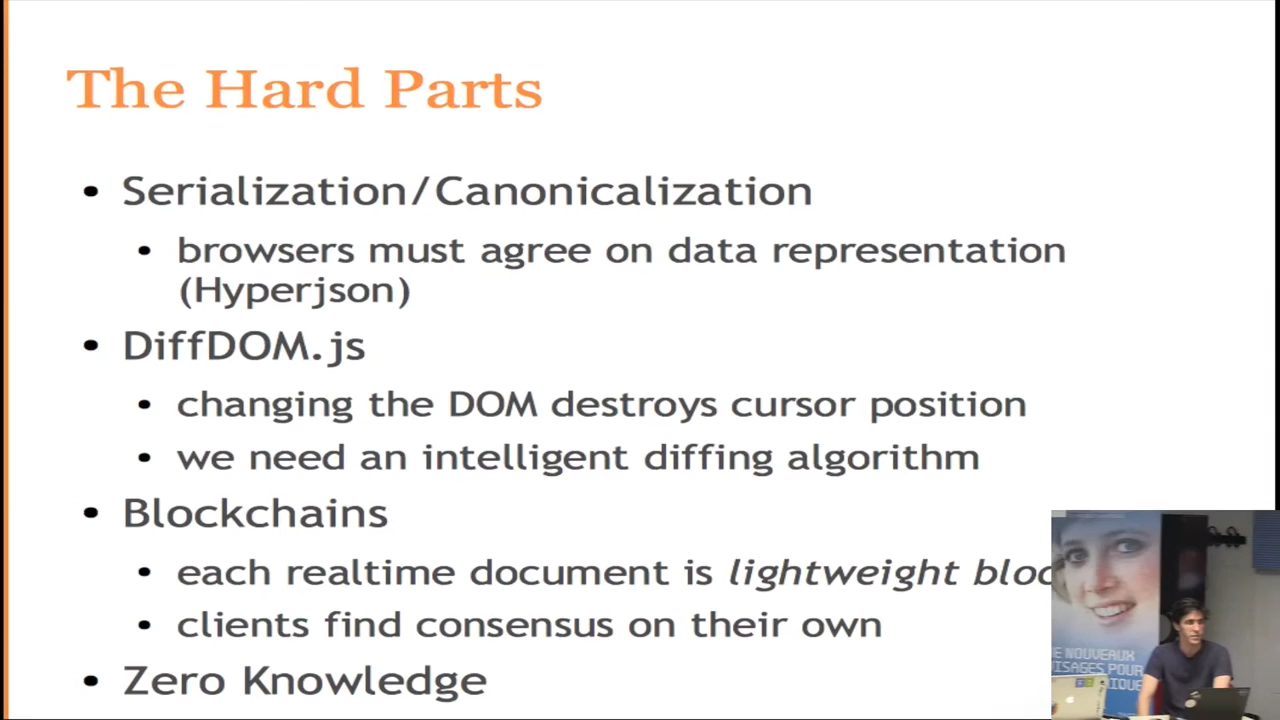 The Hard Parts
Serialization/Canonicalization
browsers must agree on data representation
(Hyperjson)
DiffDOM.js
changing the DOM destroys cursor position
we need an intelligent diffing algorithm
Blockchains
each realtime document is lightweight
clients find consensus on their own
Zero Knowledge
NOUVEAUX
VISAGES POUR